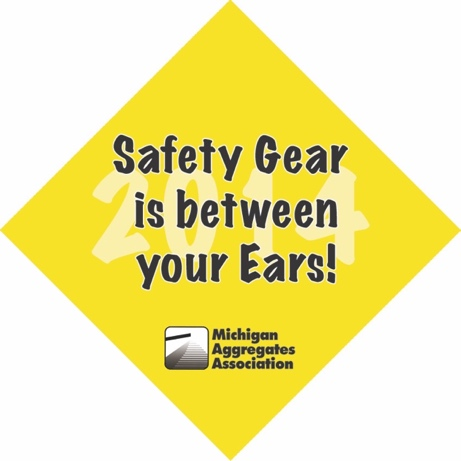 2014
Safety Gear
is between
your Ears!
Michigan
Aggregates
Association